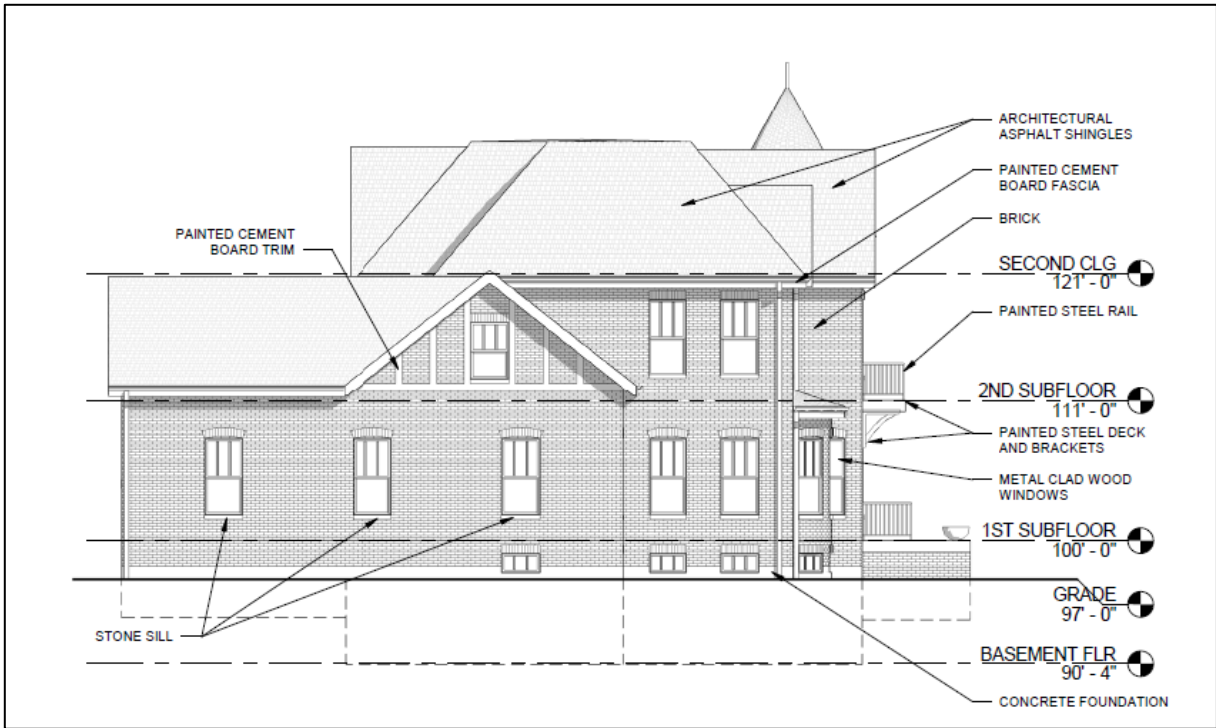 ARCHITECTURAL
ASPHALT SHINGLES
PAINTED CEMENT
BOARD FASCIA
BRICK
PAINTED CEMENT
BOARD TRIM
SECOND CLG
121' - 0"
PAINTED STEEL RAIL
2ND SUBFLOOR
111' - 0"
PAINTED STEEL DECK
AND BRACKETS
METAL CLAD WOOD
WINDOWS
1ST SUBFLOOR
100' - 0"
GRADE
97' - 0"
STONE SILL
BASEMENT FLR
90' - 4"
CONCRETE FOUNDATION